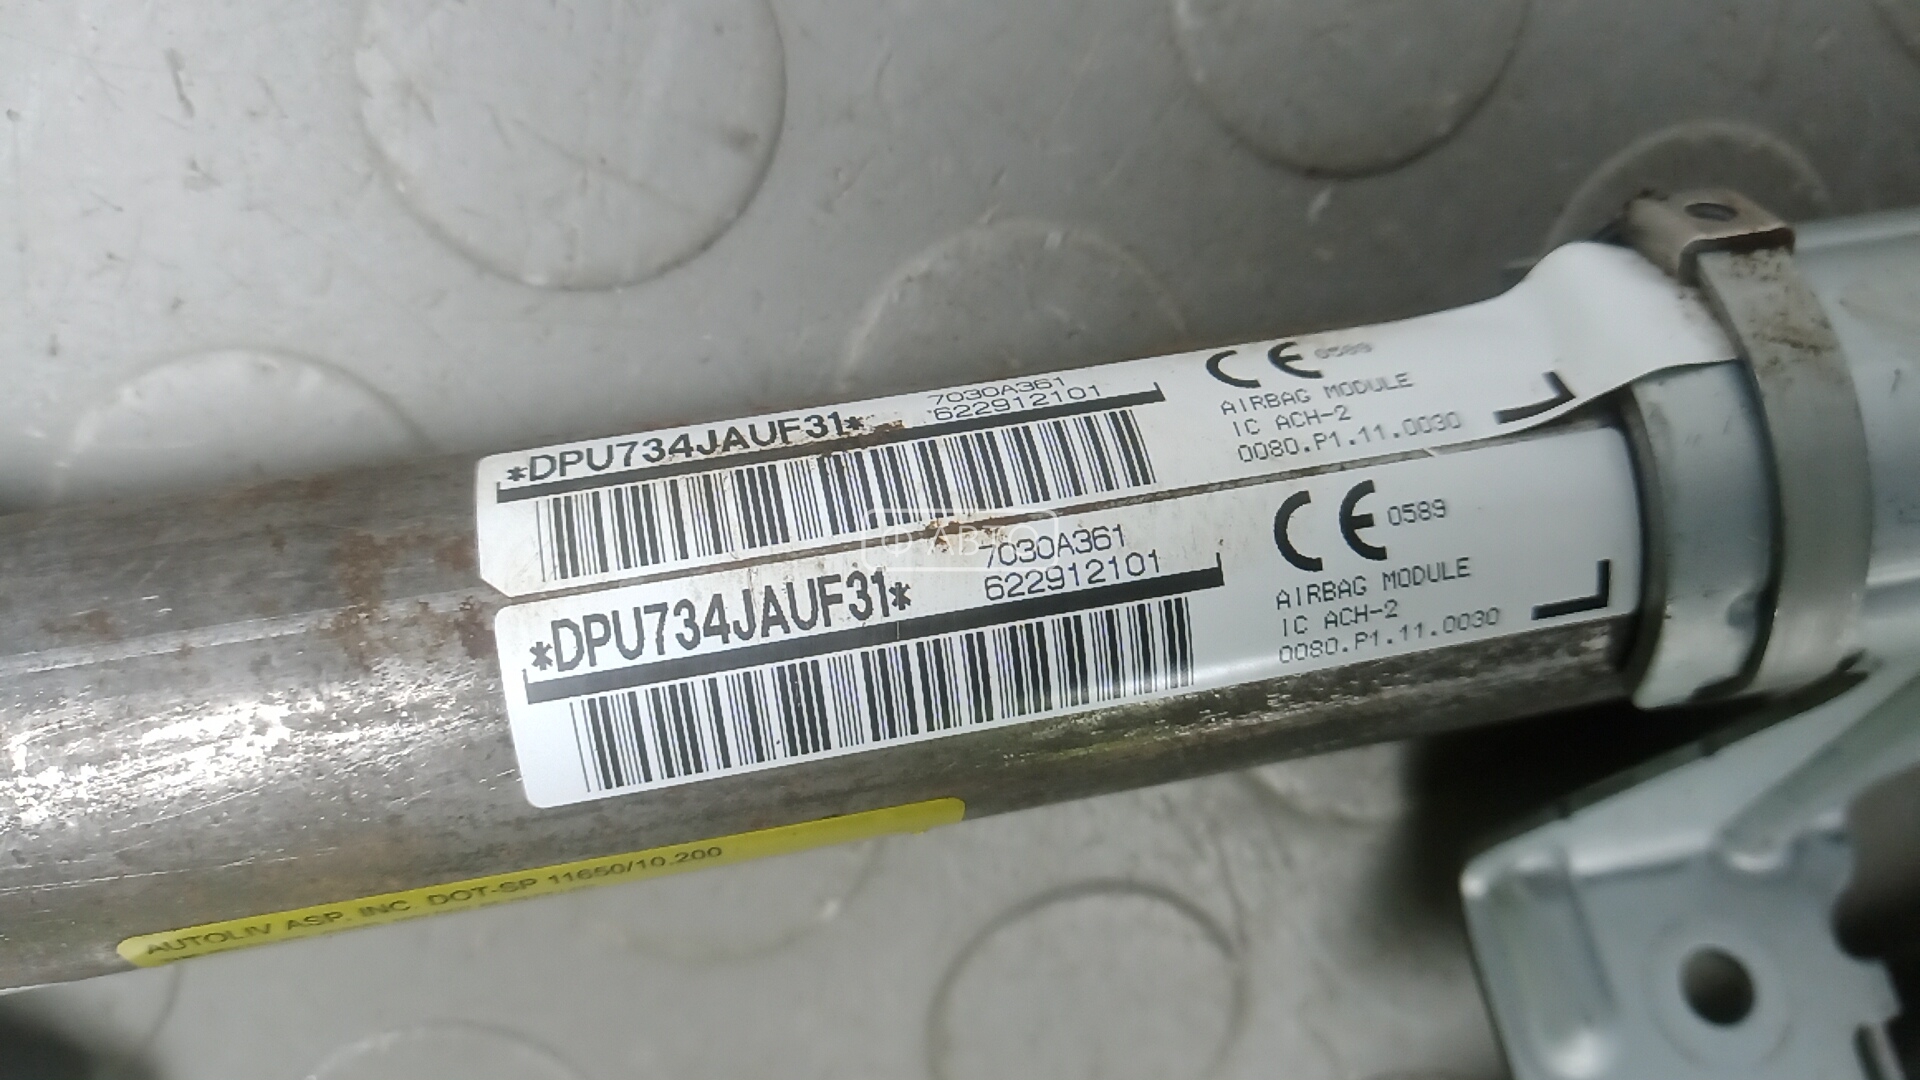 *DPU734JAUF31*
7030A361
622912101
CE 0589
AIRBAG MODULE
IC ACH-2
0080.P1.11.0030
*DPU734JAUF31*
7030A361
622912101
CE 0589
AIRBAG MODULE
IC ACH-2
0080.P1.11.0030
Ф АВТО
AUTOLIV ASP. INC. DOT-SP 11650/10.200